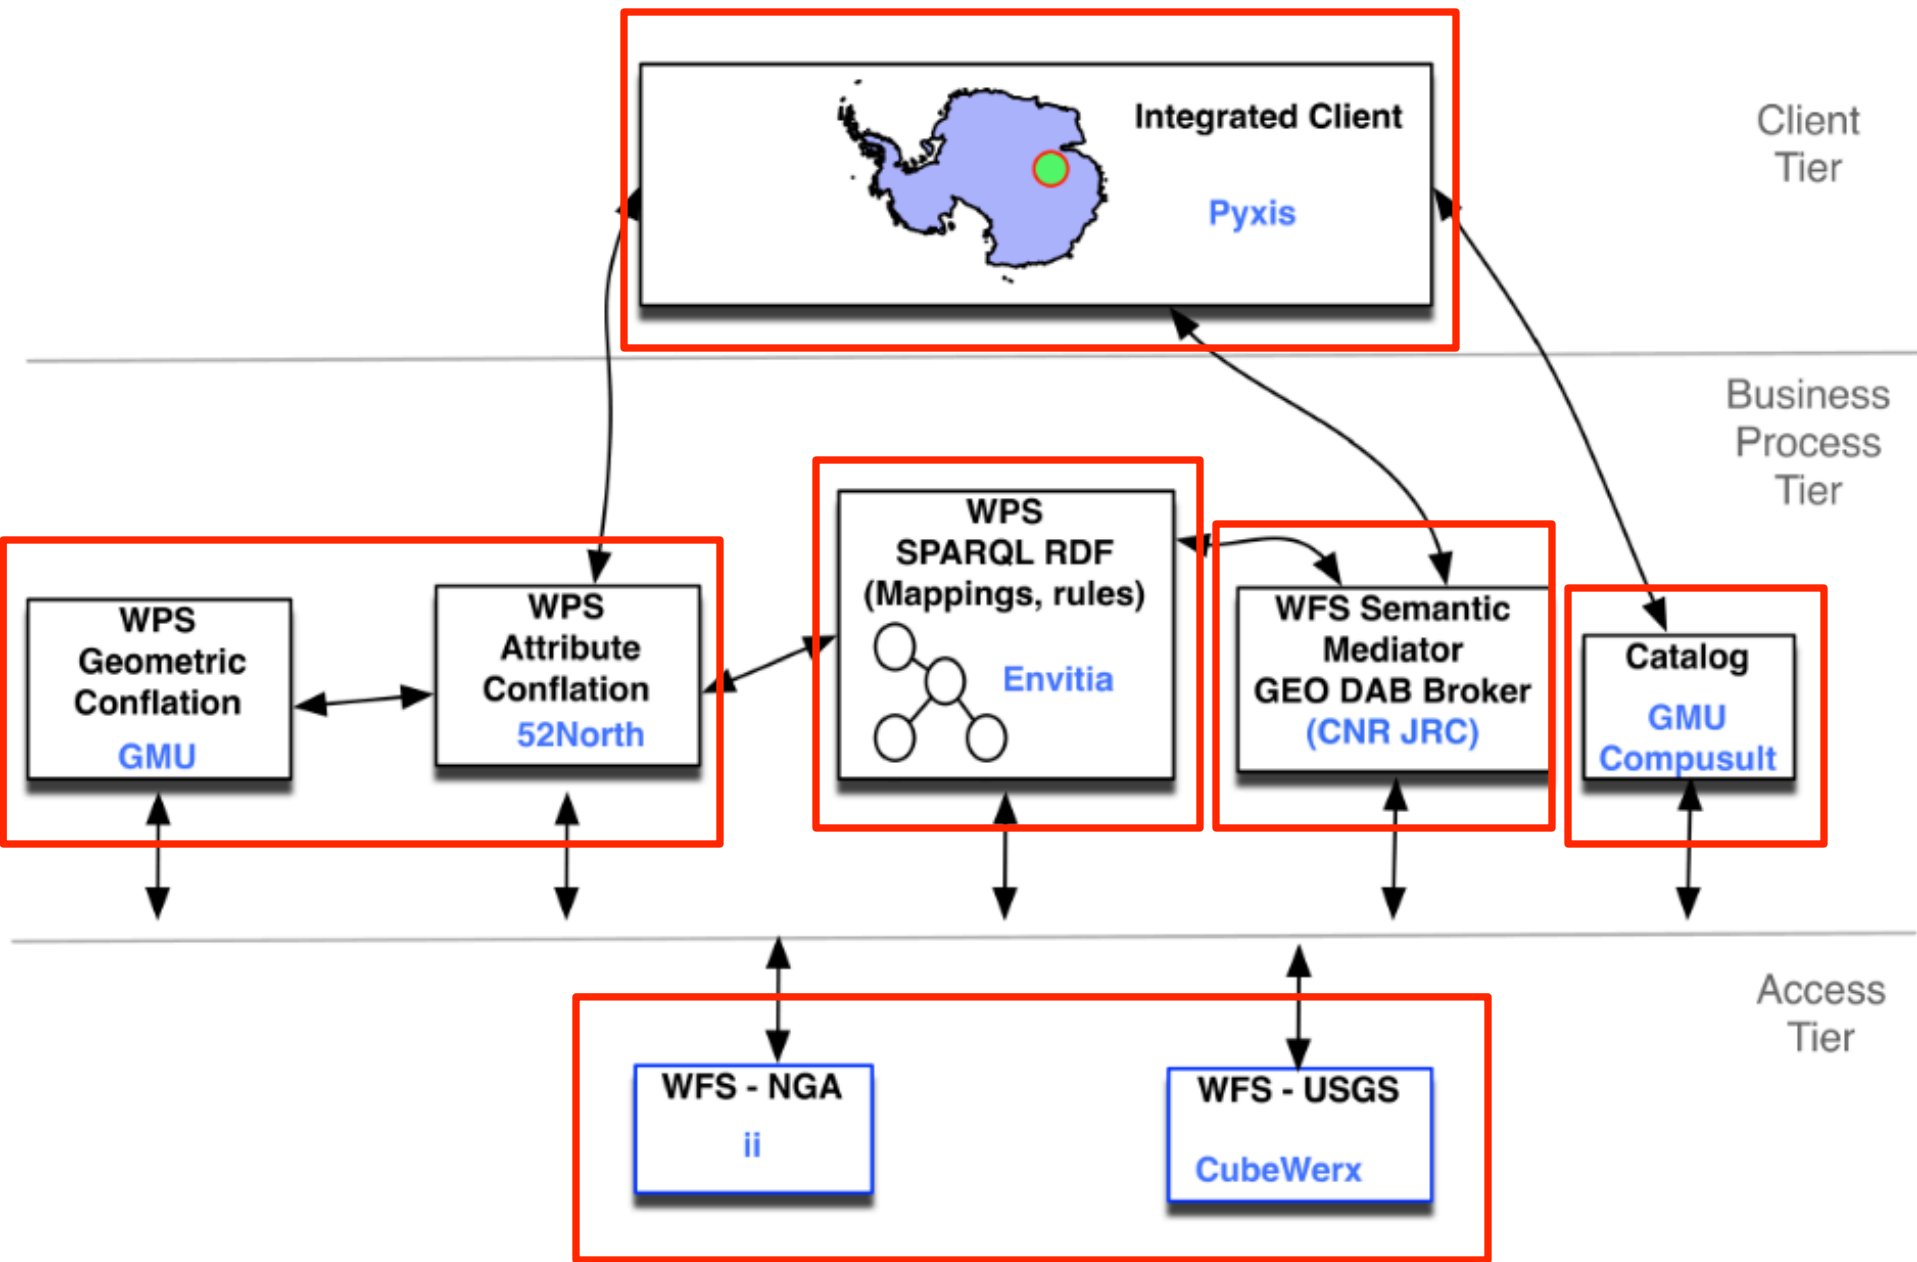 Integrated Client
Pyxis
Client
Tier
Business
Process
Tier
WPS
Geometric
Conflation
GMU
WPS
Attribute
Conflation
52North
WPS
SPARQL RDF
(Mappings, rules)
Envitia
WFS Semantic
Mediator
GEO DAB Broker
(CNR JRC)
Catalog
GMU
Compusult
Access
Tier
WFS - NGA
ii
WFS - USGS
CubeWerx